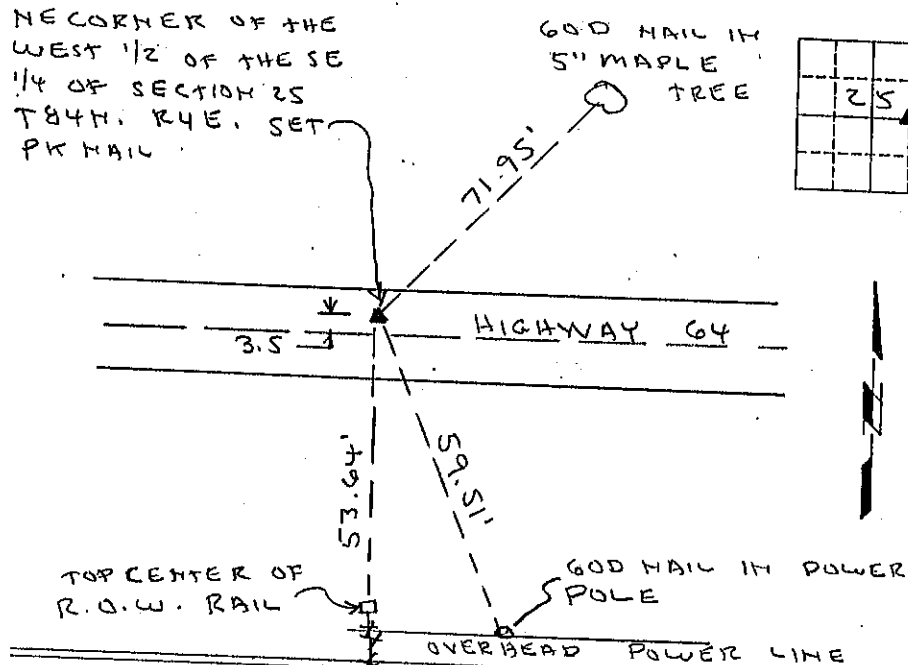 NE CORNER OF THE
WEST 1/2 OF THE SE
1/4 OF SECTION 25
T84N. R4E. SET
PK NAIL
60D NAIL IN
5" MAPLE
TREE
25
71.95'
3.5
HIGHWAY 64
53.64'
59.51'
TOP CENTER OF
R.O.W. RAIL
60D NAIL IN POWER
POLE
OVERHEAD POWER LINE
N